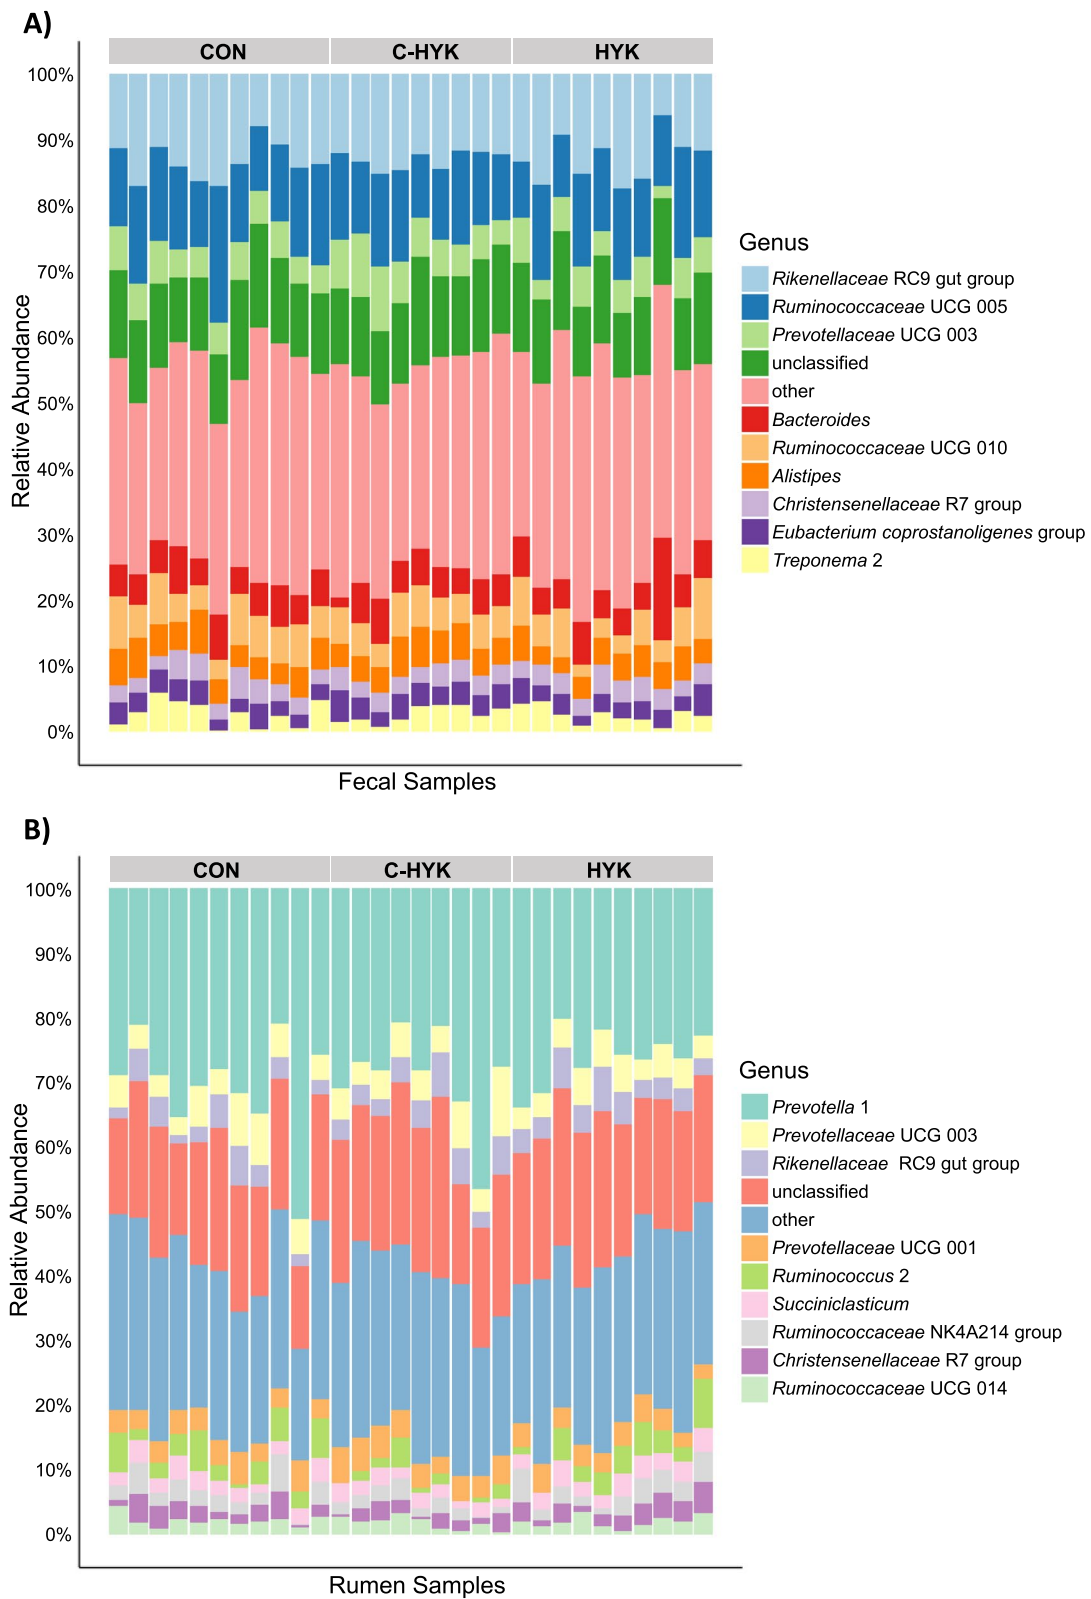 A)
CON C-HYK HYK
100%
90%
80%
70%
60%
50%
40%
30%
20%
10%
0%
Relative Abundance
Fecal Samples
Genus
Rikenellaceae RC9 gut group
Ruminococcaceae UCG 005
Prevotellaceae UCG 003
unclassified
other
Bacteroides
Ruminococcaceae UCG 010
Alistipes
Christensenellaceae R7 group
Eubacterium coprostanoligenes group
Treponema 2
B)
CON C-HYK HYK
100%
90%
80%
70%
60%
50%
40%
30%
20%
10%
0%
Relative Abundance
Rumen Samples
Genus
Prevotella 1
Prevotellaceae UCG 003
Rikenellaceae RC9 gut group
unclassified
other
Prevotellaceae UCG 001
Ruminococcus 2
Succiniclasticum
Ruminococcaceae NK4A214 group
Christensenellaceae R7 group
Ruminococcaceae UCG 014